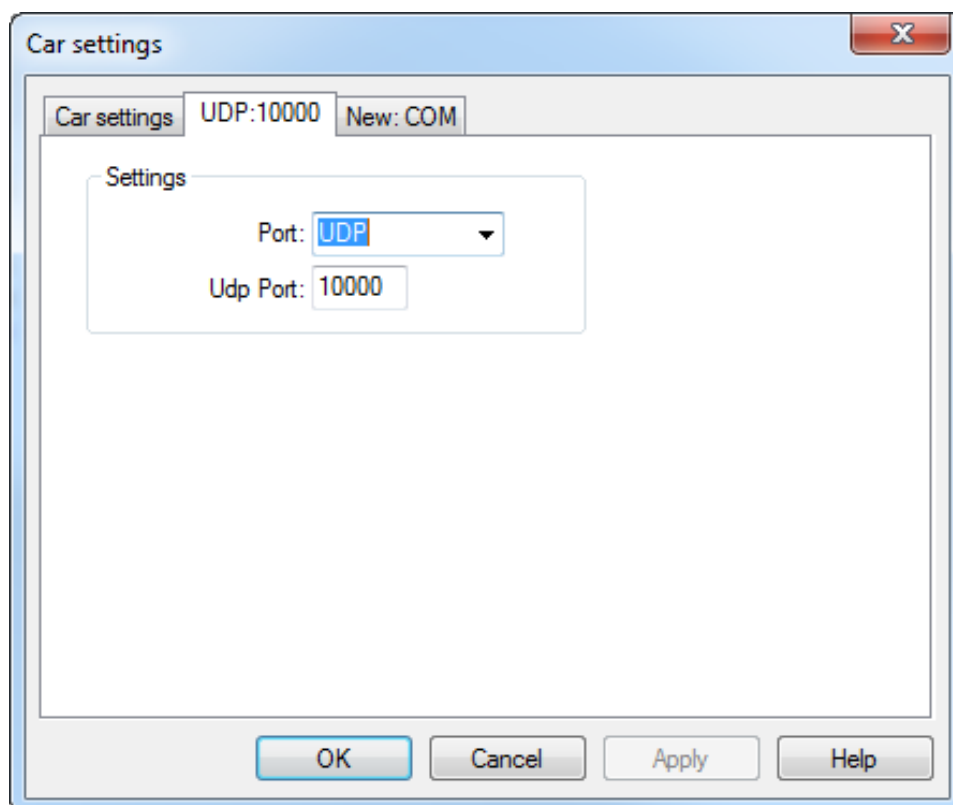 Car settings
Car settings UDP:10000 New: COM
Settings
Port: UDP
Udp Port: 10000
OK Cancel Apply Help